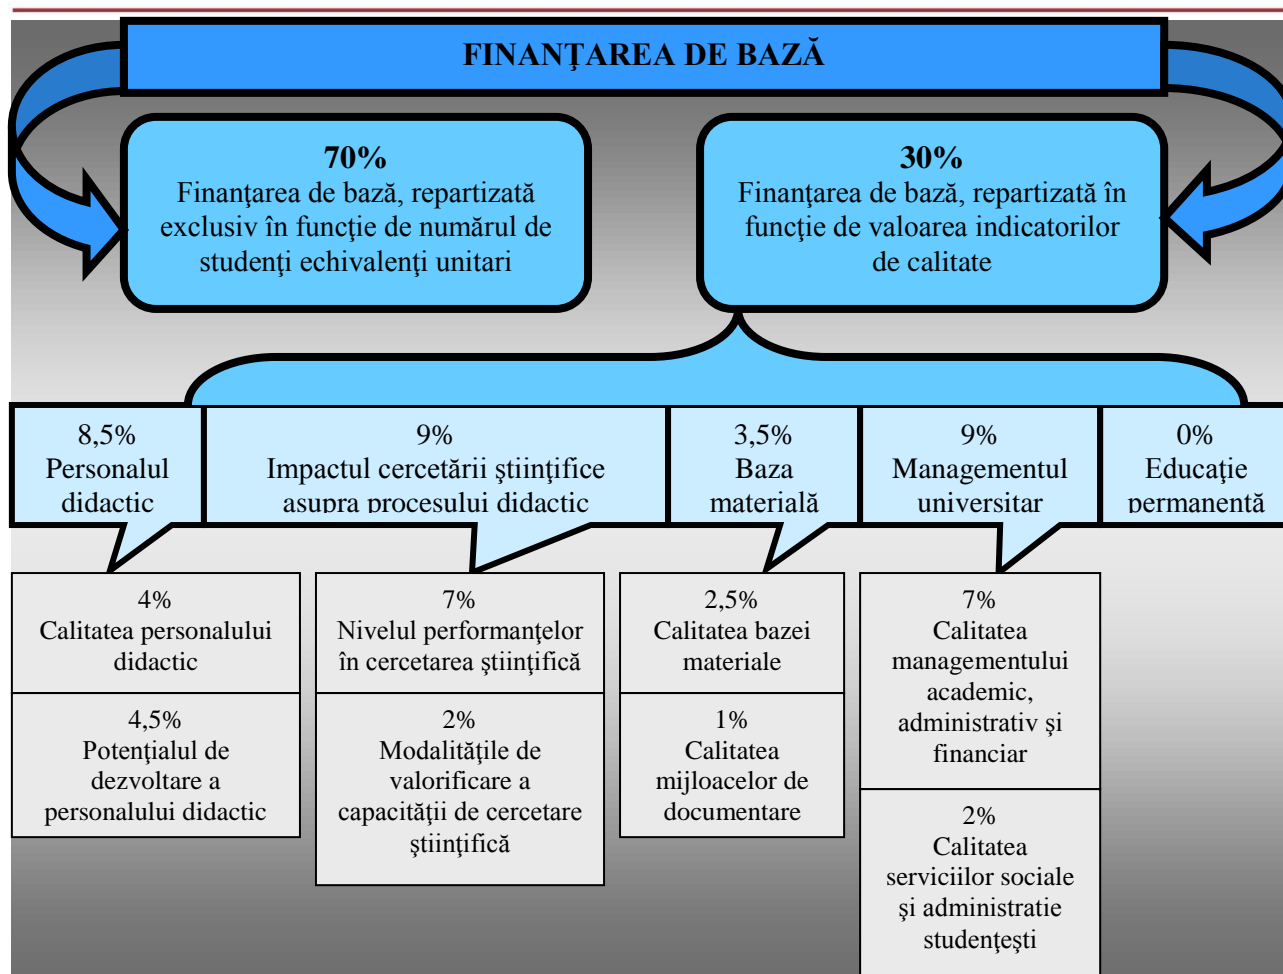 FINANŢAREA DE BAZĂ
70%
Finanţarea de bază, repartizată
exclusiv în funcţie de numărul de
studenţi echivalenţi unitari
30%
Finanţarea de bază, repartizată în
funcţie de valoarea indicatorilor
de calitate
8,5%
Personalul
didactic
9%
Impactul cercetării ştiinţifice
asupra procesului didactic
3,5%
Baza
materială
9%
Managementul
universitar
0%
Educaţie
permanentă
4%
Calitatea personalului
didactic
4,5%
Potenţialul de
dezvoltare a
personalului didactic
7%
Nivelul performanţelor
în cercetarea ştiinţifică
2%
Modalităţile de
valorificare a
capacităţii de cercetare
ştiinţifică
2,5%
Calitatea bazei
materiale
1%
Calitatea
mijloacelor de
documentare
7%
Calitatea
managementului
academic,
administrativ şi
financiar
2%
Calitatea
serviciilor sociale
şi administratie
studenţeşti